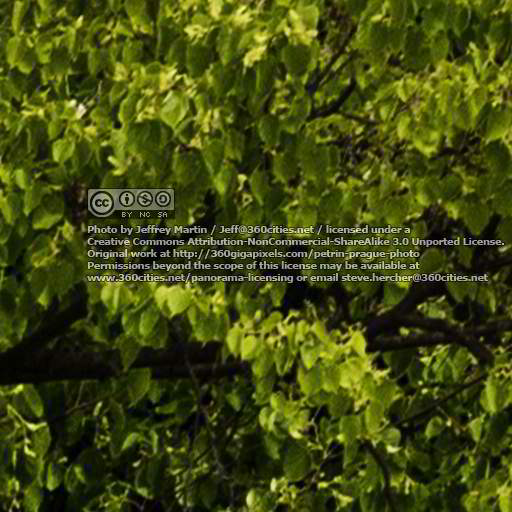 cc
BY NC SA
Photo by Jeffrey Martin / Jeff@360cities.net / licensed under a
Creative Commons Attribution-NonCommercial-ShareAlike 3.0 Unported License.
Original work at http://360gigapixels.com/petrin-prague-photo
Permissions beyond the scope of this license may be available at
www.360cities.net/panorama-licensing or email steve.hercher@360cities.net